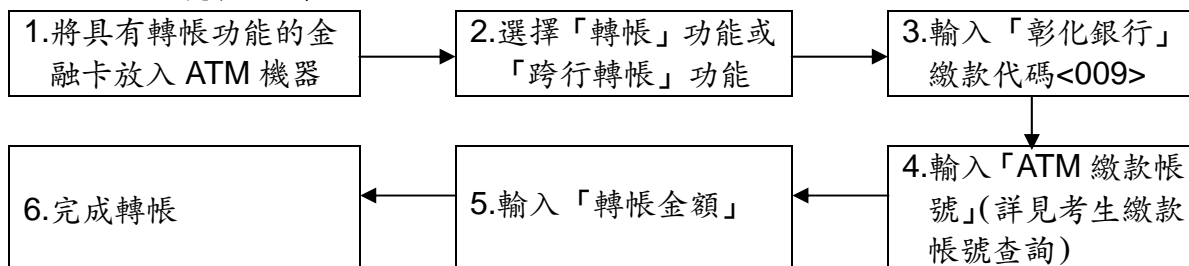 1.將具有轉帳功能的金
融卡放入 ATM 機器
2.選擇「轉帳」功能或
「跨行轉帳」功能
3.輸入「彰化銀行」
繳款代碼<009>
4.輸入「ATM 繳款帳
號」(詳見考生繳款
帳號查詢)
5.輸入「轉帳金額」
6.完成轉帳